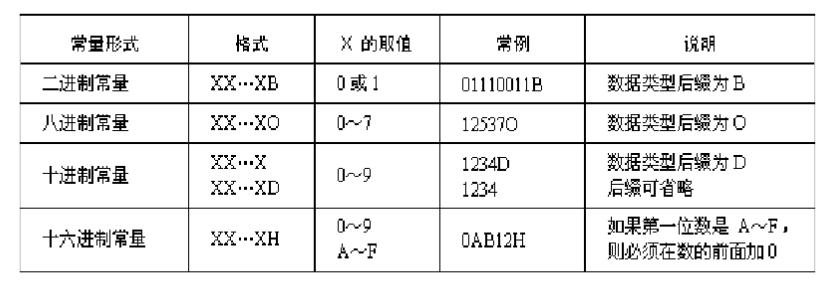 常量形式 格式 X 的取值 常例 说明
二进制常量 XX…XB 0 或 1 01110011B 数据类型后缀为 B
八进制常量 XX…XO 0～7 12537O 数据类型后缀为 O
十进制常量 XX…X 0～9 1234D 数据类型后缀为 D
XX…XD 1234 后缀可省略
十六进制常量 XX…XH 0～9 0AB12H 如果第一位数是 A～F，
A～F 则必须在数的前面加 0